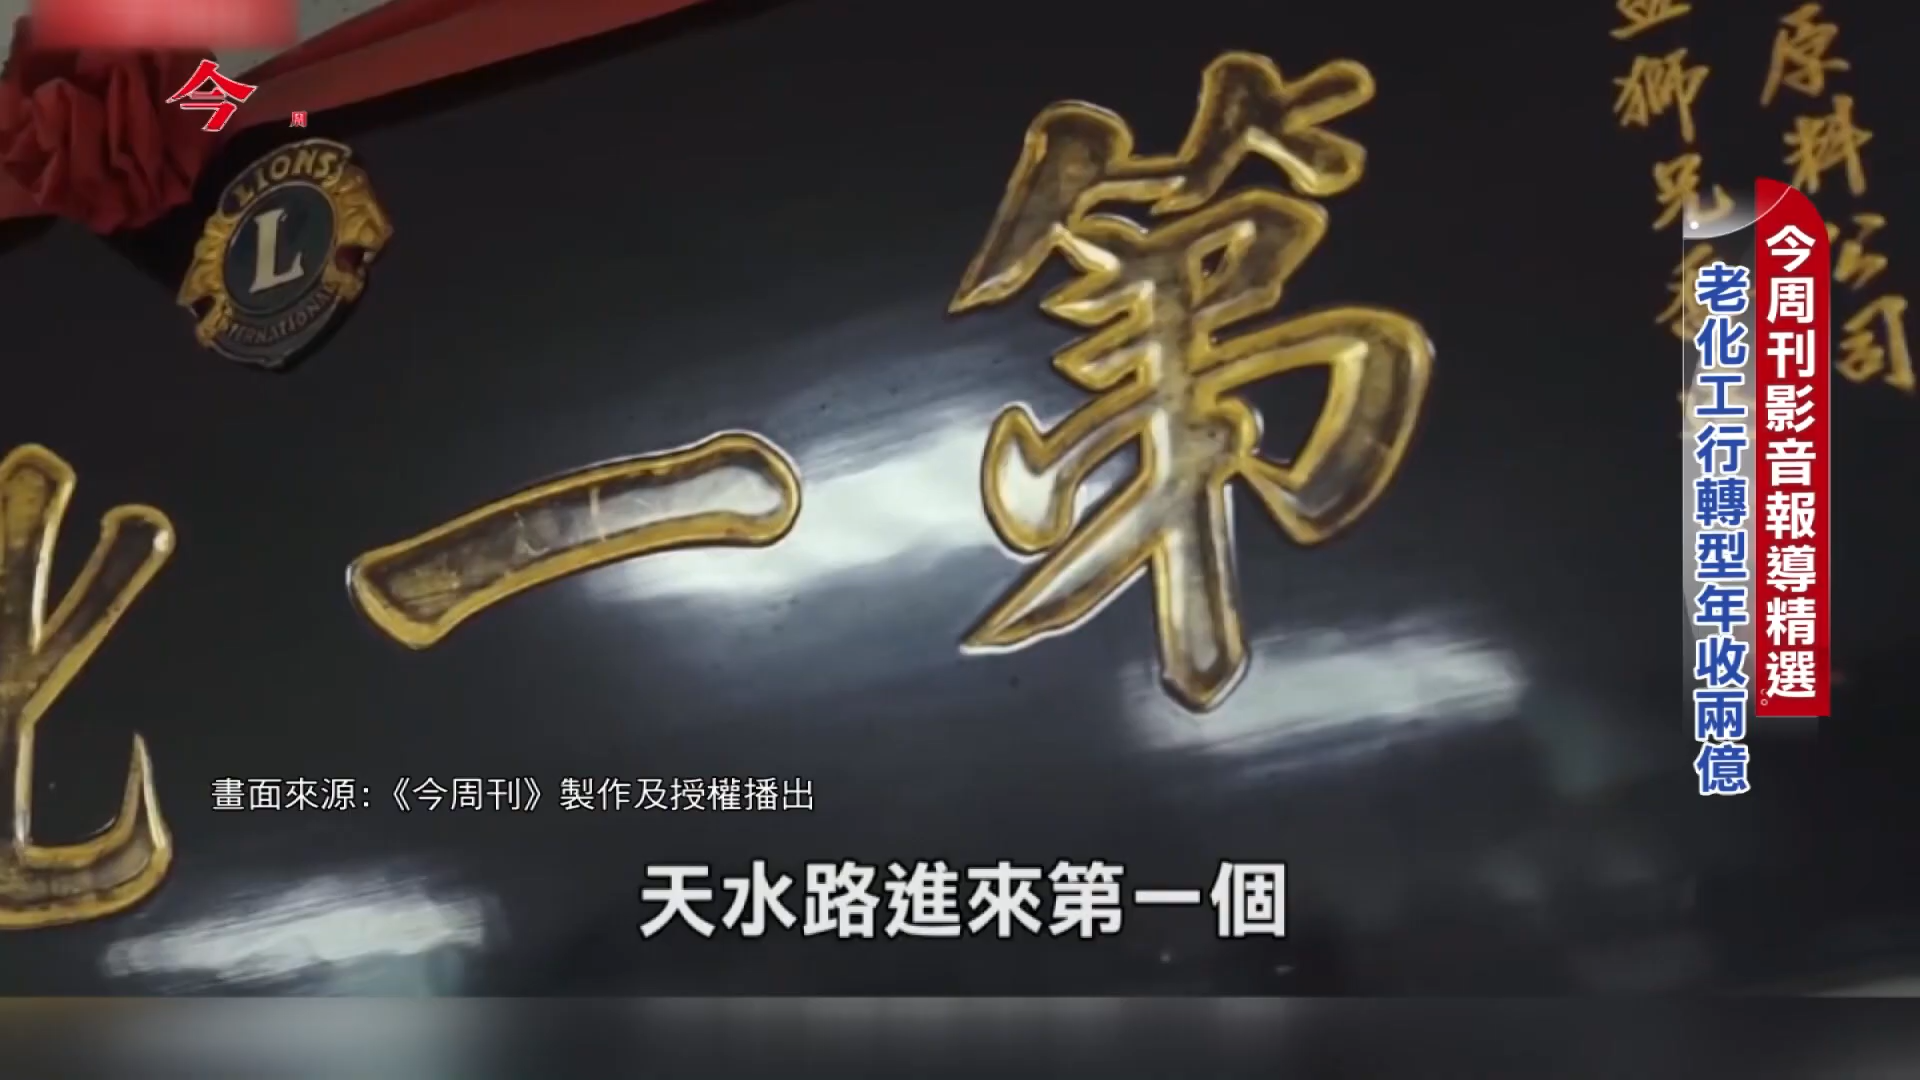 今
周
LIONS
L
INTERNATIONAL
原料公司
獅兄
第一化
今周刊影音報導精選
老化工行轉型年收兩億
畫面來源:《今周刊》製作及授權播出
天水路進來第一個